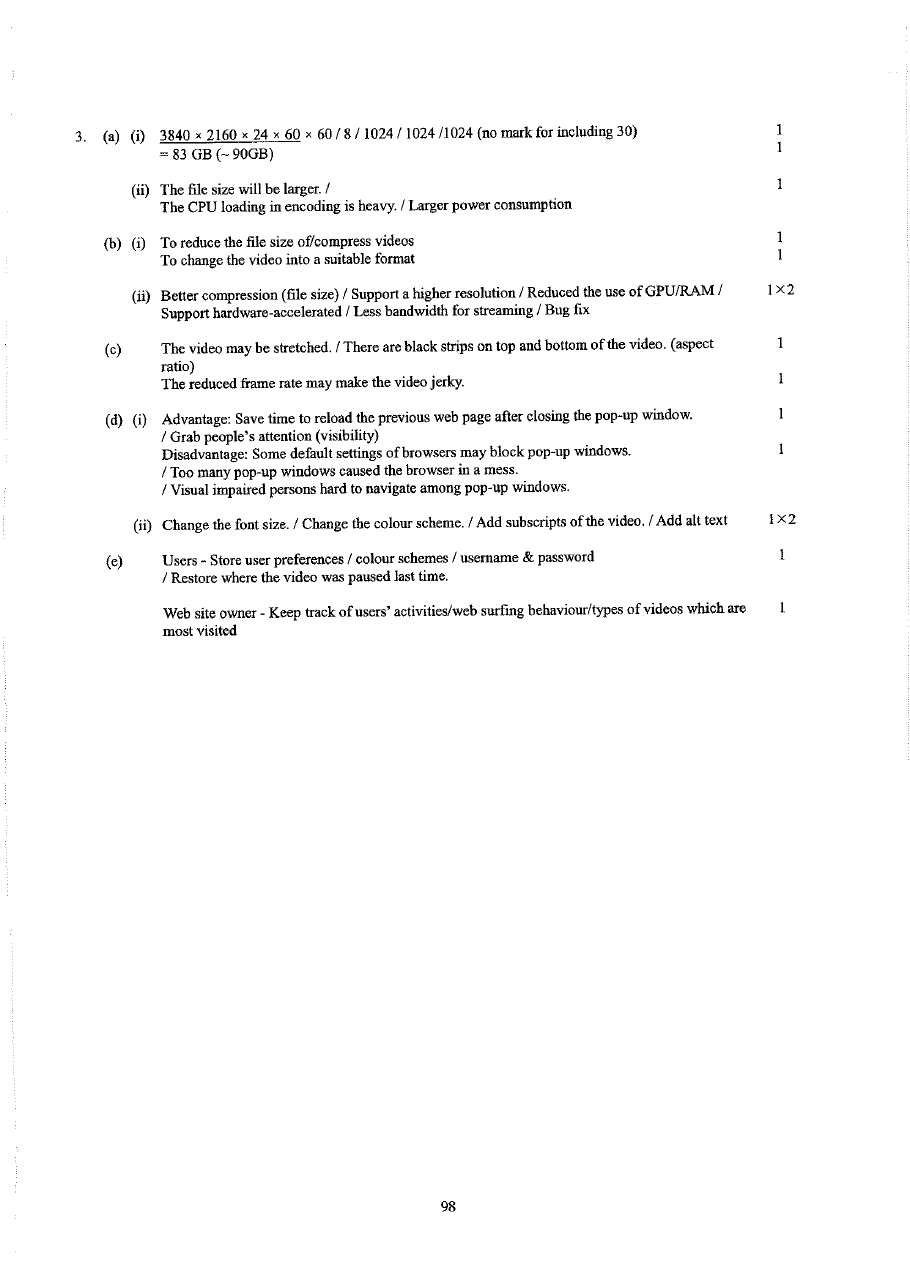 3. (a) (i) 3840 × 2160 × 24 × 60 × 60 / 8 / 1024 / 1024 /1024 (no mark for including 30) 1
= 83 GB (~ 90GB) 1
(ii) The file size will be larger. / 1
The CPU loading in encoding is heavy. / Larger power consumption
(b) (i) To reduce the file size of/compress videos 1
To change the video into a suitable format 1
(ii) Better compression (file size) / Support a higher resolution / Reduced the use of GPU/RAM / 1×2
Support hardware-accelerated / Less bandwidth for streaming / Bug fix
(c) The video may be stretched. / There are black strips on top and bottom of the video. (aspect 1
ratio)
The reduced frame rate may make the video jerky. 1
(d) (i) Advantage: Save time to reload the previous web page after closing the pop-up window. 1
/ Grab people's attention (visibility)
Disadvantage: Some default settings of browsers may block pop-up windows. 1
/ Too many pop-up windows caused the browser in a mess.
/ Visual impaired persons hard to navigate among pop-up windows.
(ii) Change the font size. / Change the colour scheme. / Add subscripts of the video. / Add alt text 1×2
(e) Users - Store user preferences / colour schemes / username & password 1
/ Restore where the video was paused last time.
Web site owner - Keep track of users' activities/web surfing behaviour/types of videos which are 1
most visited
98